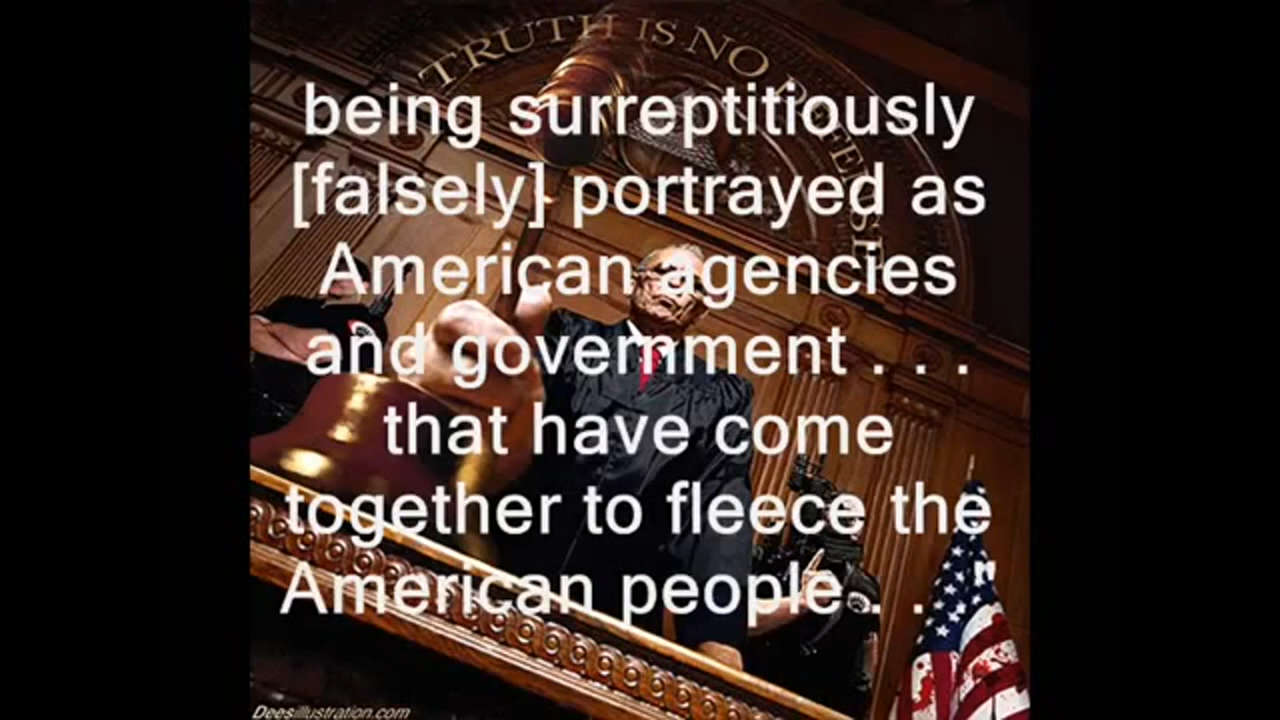 TRUTH IS NO DEFENSE
being surreptitiously
[falsely] portrayed as
American agencies
and government . . .
that have come
together to fleece the
American people . . ."
Deesillustration.com